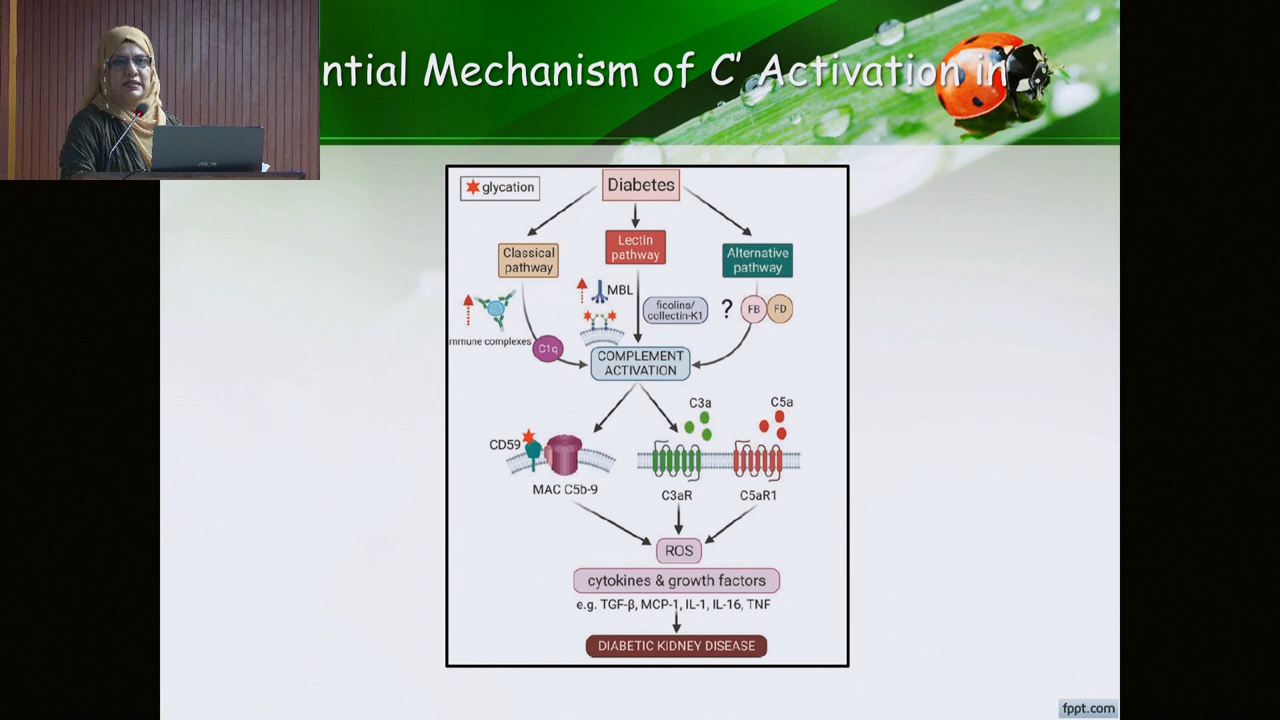 ntial Mechanism of C’ Activation in
glycation
Diabetes
Classical
pathway
Lectin
pathway
Alternative
pathway
MBL
ficolins/
collectin-K1
?
FB
FD
mmune complexes
C1q
COMPLEMENT
ACTIVATION
C3a
C5a
CD59
MAC C5b-9
C3aR
C5aR1
ROS
cytokines & growth factors
e.g. TGF-β, MCP-1, IL-1, IL-16, TNF
DIABETIC KIDNEY DISEASE
fppt.com